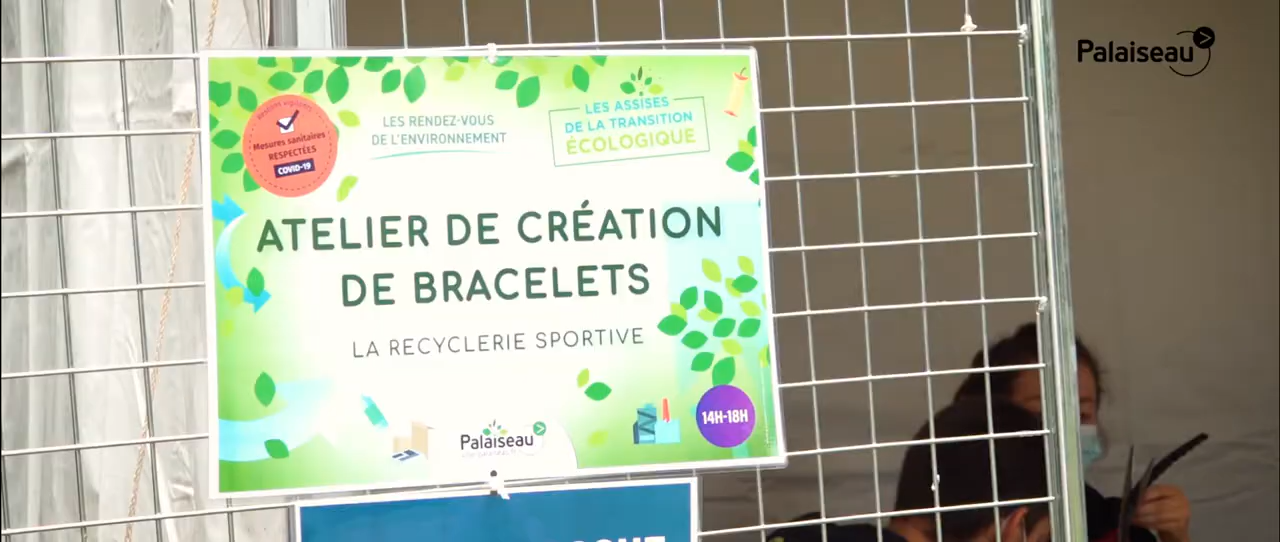 Palaiseau
Mesures sanitaires
RESPECTÉES
COVID-19
LES RENDEZ-VOUS
DE L'ENVIRONNEMENT
LES ASSISES
DE LA TRANSITION
ÉCOLOGIQUE
ATELIER DE CRÉATION
DE BRACELETS
LA RECYCLERIE SPORTIVE
14H-18H
Palaiseau